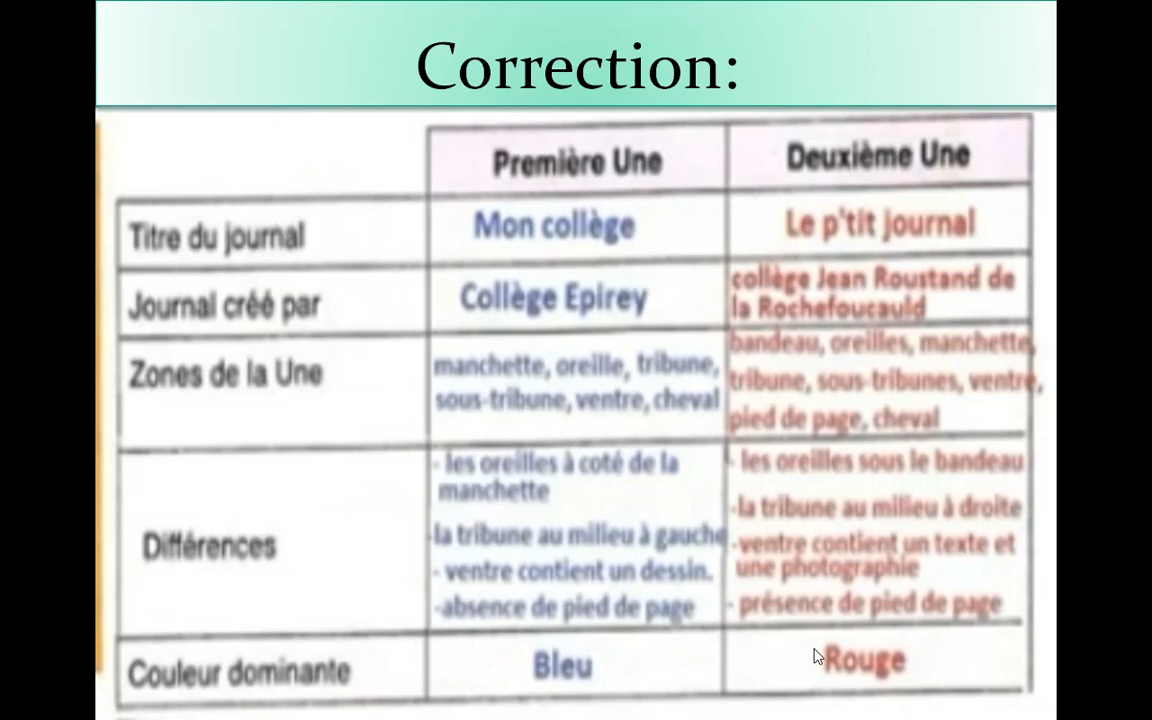 Correction:
Première Une
Deuxième Une
Titre du journal
Mon collège
Le p'tit journal
Journal créé par
Collège Epirey
collège Jean Roustand de
la Rochefoucauld
Zones de la Une
manchette, oreille, tribune,
sous-tribune, ventre, cheval
bandeau, oreilles, manchette,
tribune, sous-tribunes, ventre,
pied de page, cheval
Différences
- les oreilles à coté de la
manchette
-la tribune au milieu à gauche
- ventre contient un dessin.
-absence de pied de page
- les oreilles sous le bandeau
-la tribune au milieu à droite
-ventre contient un texte et
une photographie
- présence de pied de page
Couleur dominante
Bleu
Rouge